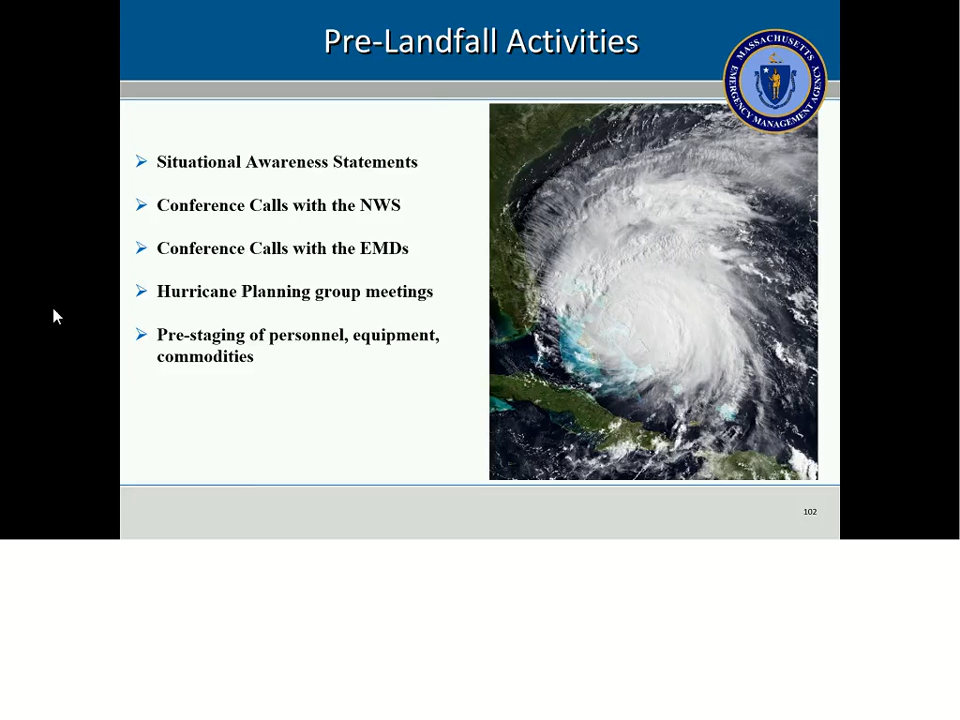 Pre-Landfall Activities
MASSACHUSETTS
EMERGENCY MANAGEMENT AGENCY
Situational Awareness Statements
Conference Calls with the NWS
Conference Calls with the EMDs
Hurricane Planning group meetings
Pre-staging of personnel, equipment,
commodities
102